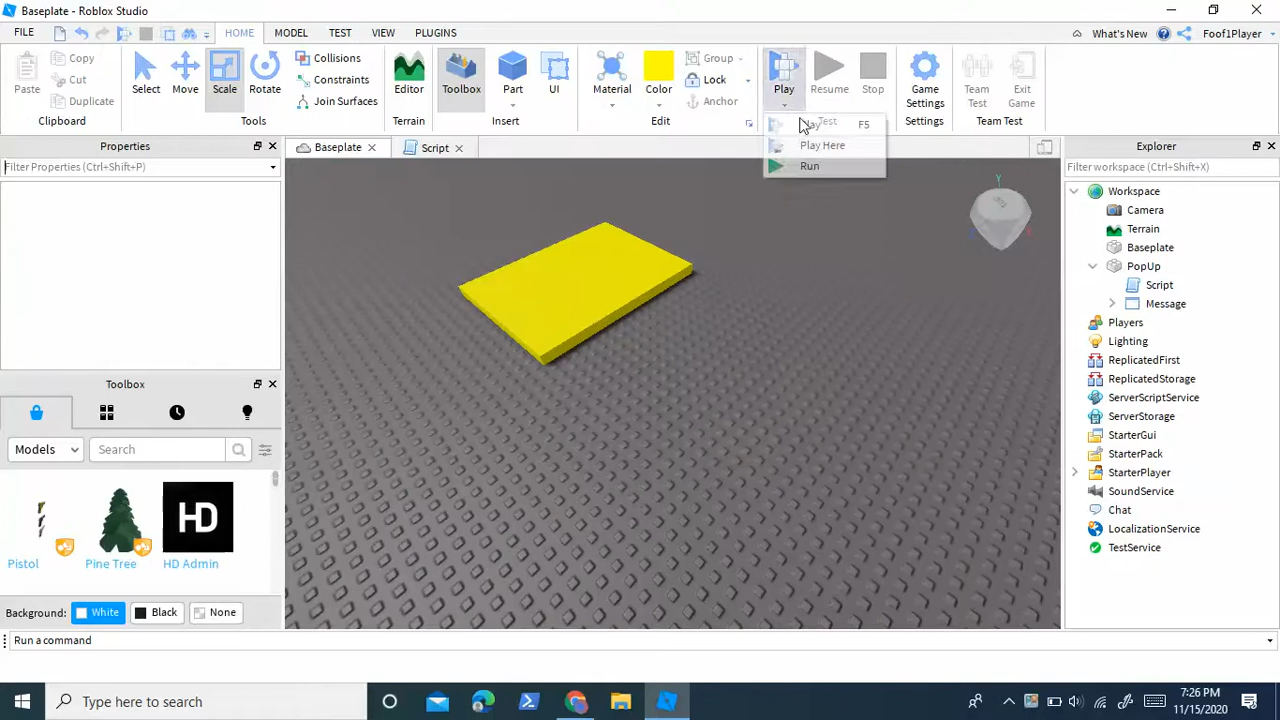 Baseplate - Roblox Studio
FILE HOME MODEL TEST VIEW PLUGINS What's New Foof1Player
Paste Copy Cut Duplicate Clipboard
Select Move Scale Rotate Collisions Constraints Join Surfaces Tools
Editor Terrain
Toolbox Part UI Insert
Material Color Group Lock Anchor Edit
Play Resume Stop Test
Game Settings Settings
Team Test Exit Game Team Test
F5
Play Here
Run
Properties
Filter Properties (Ctrl+Shift+P)
Baseplate Script
Explorer
Filter workspace (Ctrl+Shift+X)
Workspace
Camera
Terrain
Baseplate
PopUp
Script
Message
Players
Lighting
ReplicatedFirst
ReplicatedStorage
ServerScriptService
ServerStorage
StarterGui
StarterPack
StarterPlayer
SoundService
Chat
LocalizationService
TestService
Y
Toolbox
Models Search
HD
Pistol Pine Tree HD Admin
Background: White Black None
Run a command
Type here to search
7:26 PM
11/15/2020